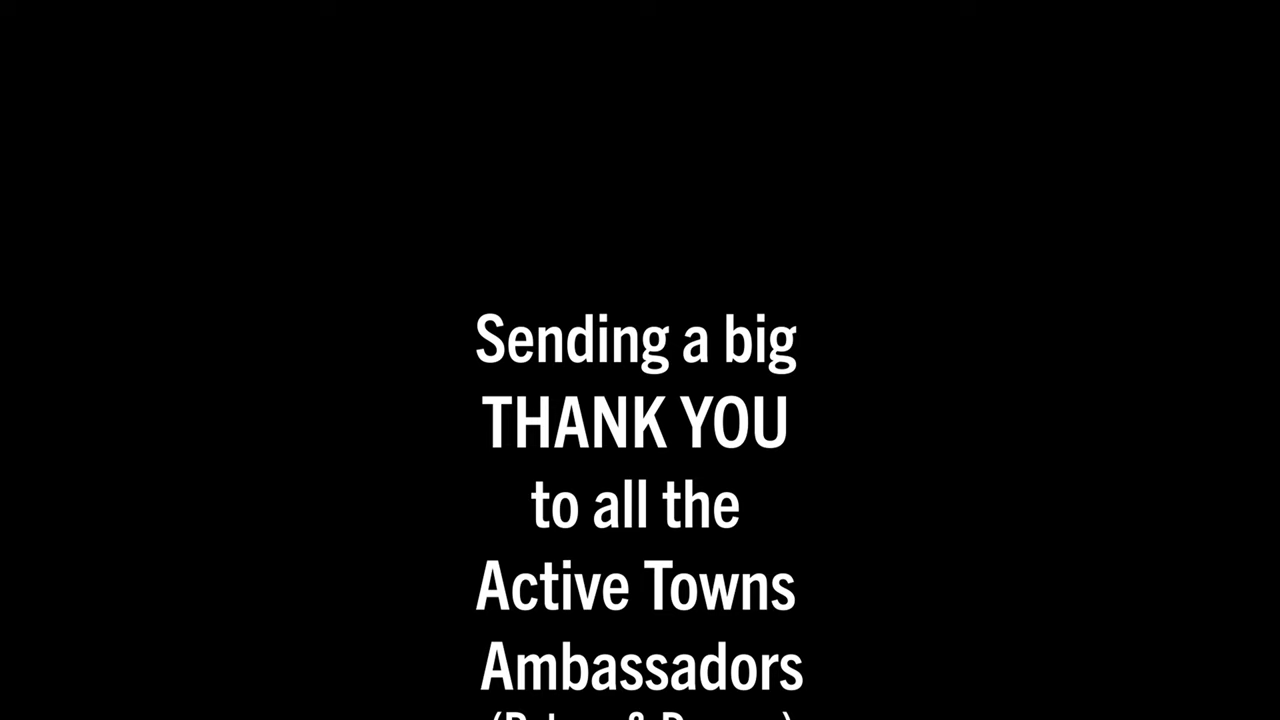 Sending a big
THANK YOU
to all the
Active Towns
Ambassadors